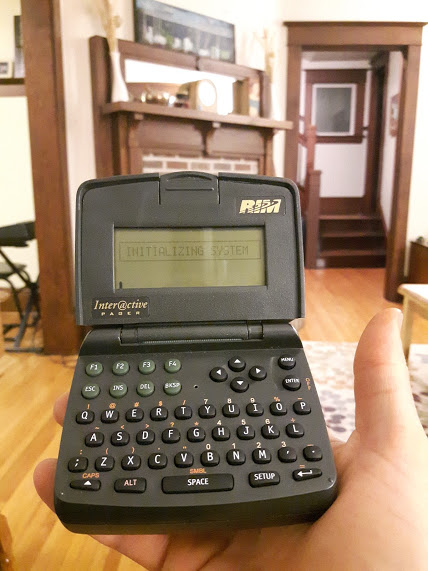 RIM
INITIALIZING SYSTEM
Inter@ctive
PAGER
F1 F2 F3 F4 MENU
ESC INS DEL BKSP ENTER
Q W E R T Y U I O P
A S D F G H J K L
; Z X C V B N M , .
CAPS SMBL
ALT SPACE SETUP